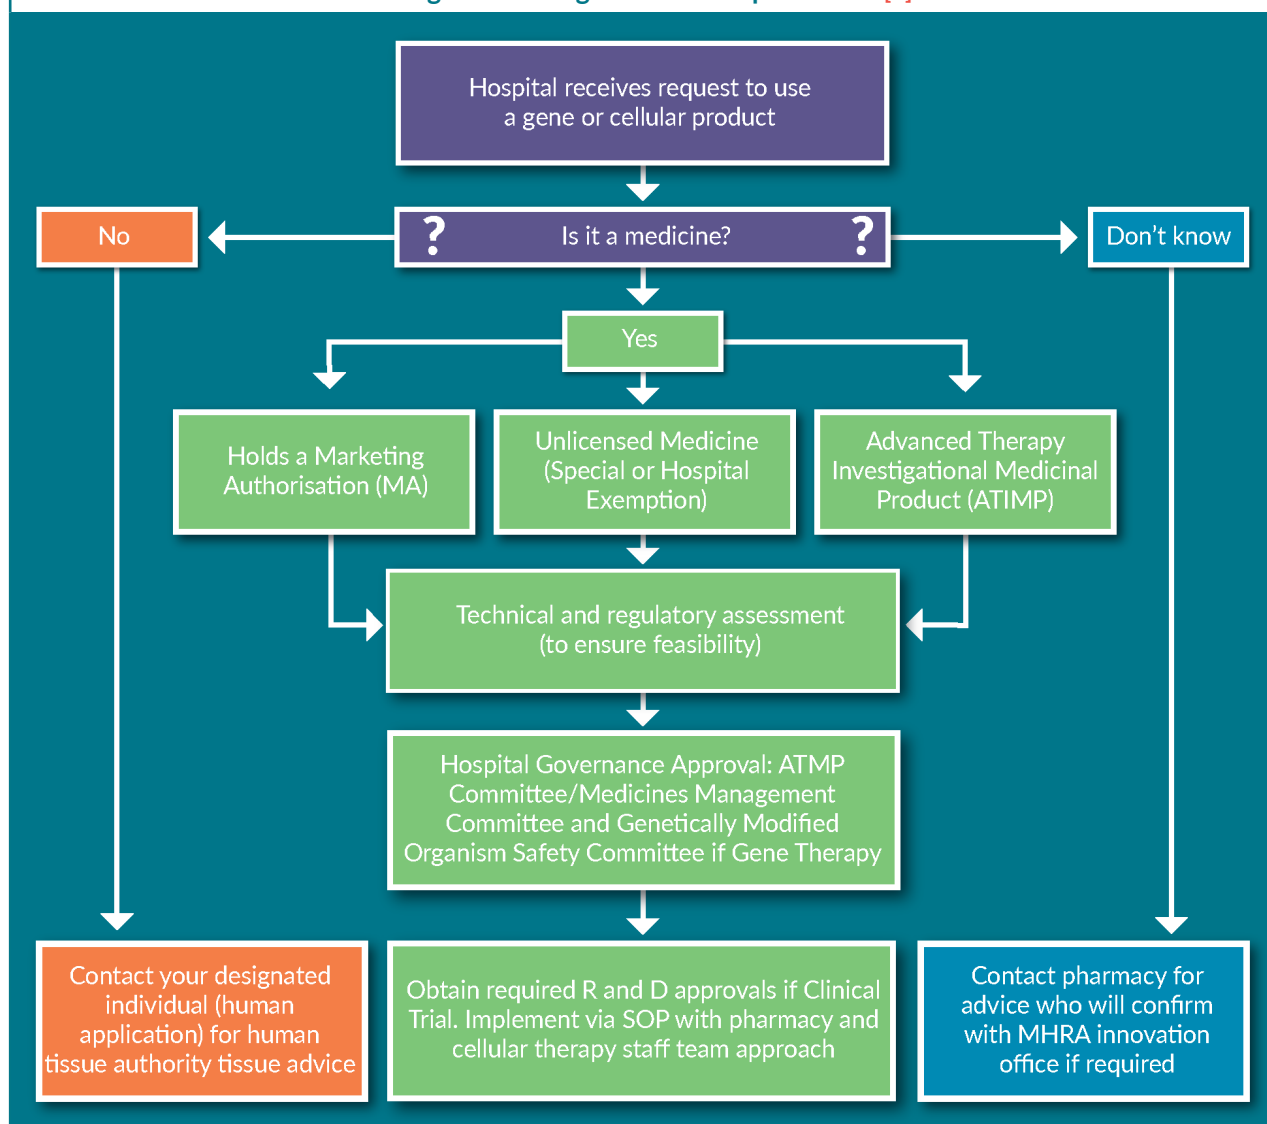 Hospital receives request to use
a gene or cellular product
No
?
Is it a medicine?
?
Don't know
Yes
Holds a Marketing
Authorisation (MA)
Unlicensed Medicine
(Special or Hospital
Exemption)
Advanced Therapy
Investigational Medicinal
Product (ATIMP)
Technical and regulatory assessment
(to ensure feasibility)
Hospital Governance Approval: ATMP
Committee/Medicines Management
Committee and Genetically Modified
Organism Safety Committee if Gene Therapy
Contact your designated
individual (human
application) for human
tissue authority tissue advice
Obtain required R and D approvals if Clinical
Trial. Implement via SOP with pharmacy and
cellular therapy staff team approach
Contact pharmacy for
advice who will confirm
with MHRA innovation
office if required